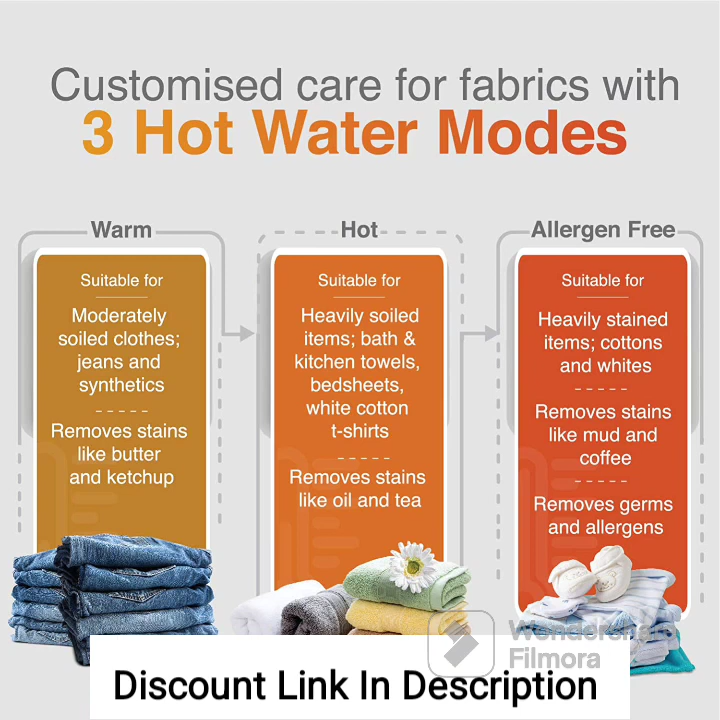 Customised care for fabrics with
3 Hot Water Modes
Warm
Suitable for
Moderately
soiled clothes;
jeans and
synthetics
Removes stains
like butter
and ketchup
Hot
Suitable for
Heavily soiled
items; bath &
kitchen towels,
bedsheets,
white cotton
t-shirts
Removes stains
like oil and tea
Allergen Free
Suitable for
Heavily stained
items; cottons
and whites
Removes stains
like mud and
coffee
Removes germs
and allergens
Wondershare
Filmora
Discount Link In Description